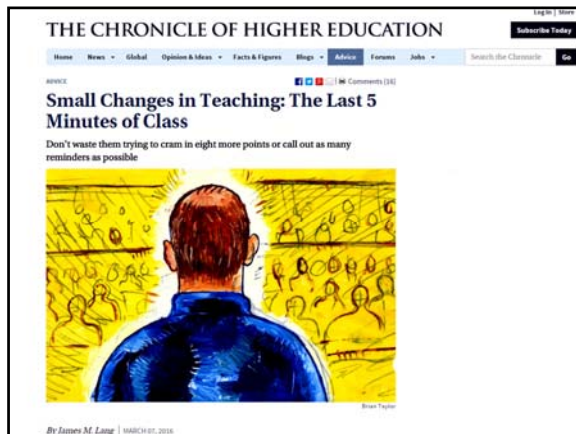 Log In | More
THE CHRONICLE OF HIGHER EDUCATION
Subscribe Today
Home News Global Opinion & Ideas Facts & Figures Blogs Advice Forums Jobs Search the Chronicle Go
ADVICE
Comments (16)
Small Changes in Teaching: The Last 5
Minutes of Class
Don't waste them trying to cram in eight more points or call out as many
reminders as possible
Brian Taylor
By James M. Lang | MARCH 07, 2016